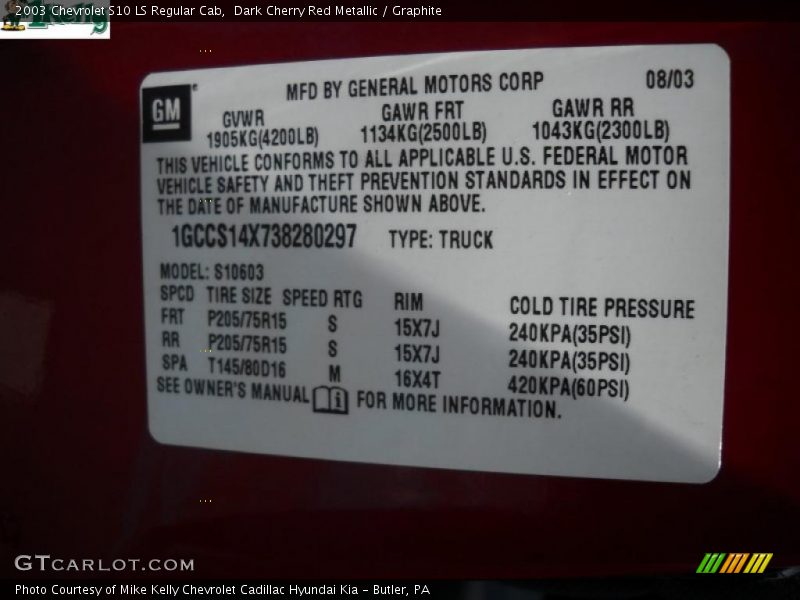 2003 Chevrolet S10 LS Regular Cab, Dark Cherry Red Metallic / Graphite
GM
MFD BY GENERAL MOTORS CORP 08/03
GVWR GAWR FRT GAWR RR
1905KG(4200LB) 1134KG(2500LB) 1043KG(2300LB)
THIS VEHICLE CONFORMS TO ALL APPLICABLE U.S. FEDERAL MOTOR
VEHICLE SAFETY AND THEFT PREVENTION STANDARDS IN EFFECT ON
THE DATE OF MANUFACTURE SHOWN ABOVE.
1GCCS14X738280297 TYPE: TRUCK
MODEL: S10603
SPCD TIRE SIZE SPEED RTG RIM COLD TIRE PRESSURE
FRT P205/75R15 S 15X7J 240KPA(35PSI)
RR P205/75R15 S 15X7J 240KPA(35PSI)
SPA T145/80D16 M 16X4T 420KPA(60PSI)
SEE OWNER'S MANUAL i FOR MORE INFORMATION.
GTCARLOT.COM
Photo Courtesy of Mike Kelly Chevrolet Cadillac Hyundai Kia - Butler, PA